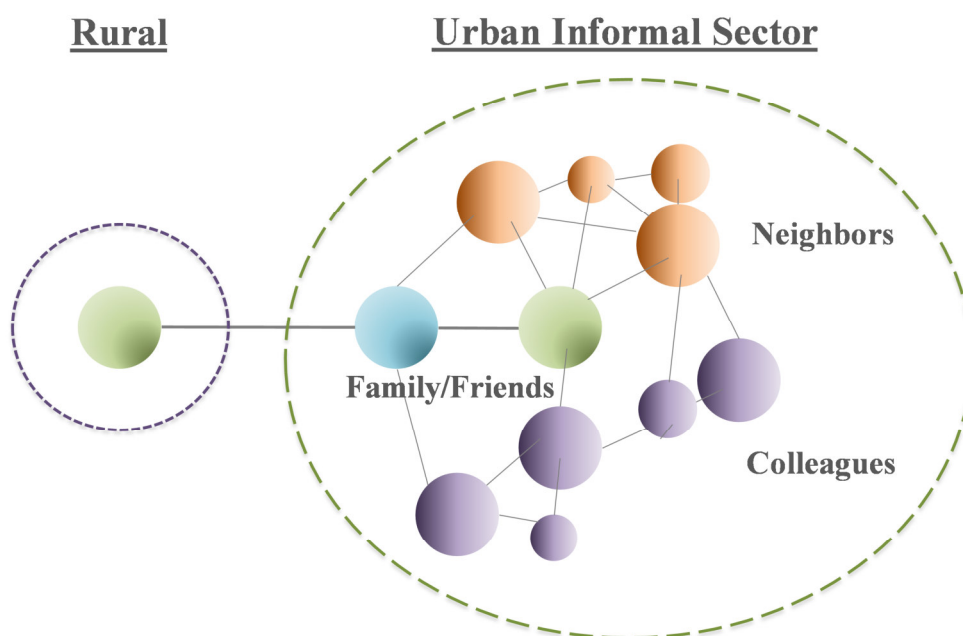 Rural
Urban Informal Sector
Neighbors
Family/Friends
Colleagues